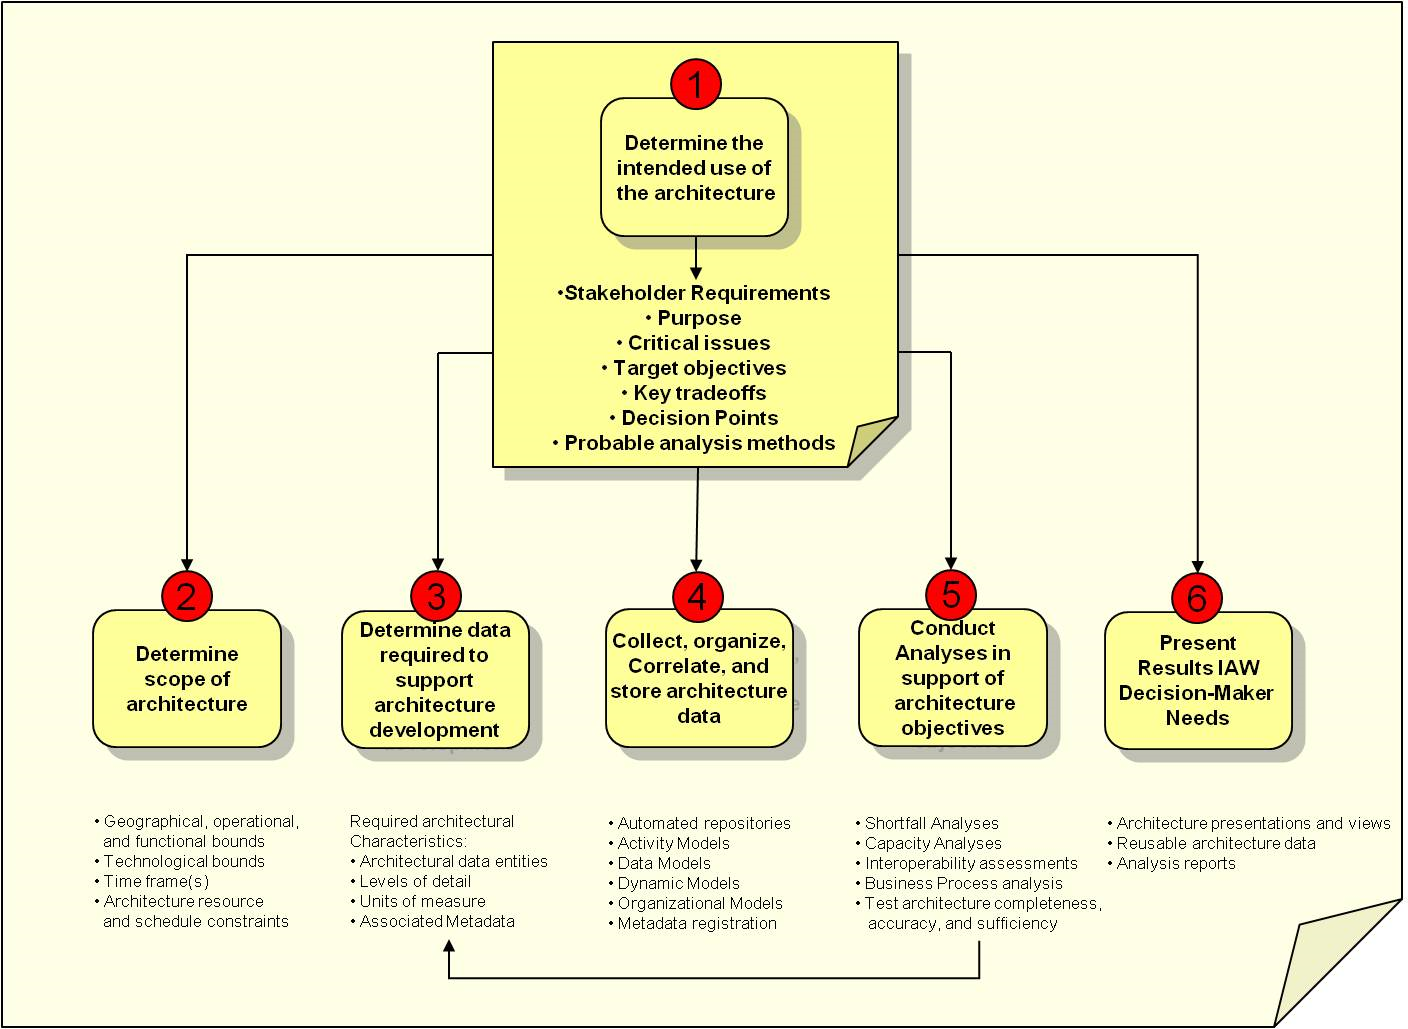 1
Determine the
intended use of
the architecture
•Stakeholder Requirements
• Purpose
• Critical issues
• Target objectives
• Key tradeoffs
• Decision Points
• Probable analysis methods
2
Determine
scope of
architecture
• Geographical, operational,
and functional bounds
• Technological bounds
• Time frame(s)
• Architecture resource
and schedule constraints
3
Determine data
required to
support
architecture
development
Required architectural
Characteristics:
• Architectural data entities
• Levels of detail
• Units of measure
• Associated Metadata
4
Collect, organize,
Correlate, and
store architecture
data
• Automated repositories
• Activity Models
• Data Models
• Dynamic Models
• Organizational Models
• Metadata registration
5
Conduct
Analyses in
support of
architecture
objectives
• Shortfall Analyses
• Capacity Analyses
• Interoperability assessments
• Business Process analysis
• Test architecture completeness,
accuracy, and sufficiency
6
Present
Results IAW
Decision-Maker
Needs
• Architecture presentations and views
• Reusable architecture data
• Analysis reports